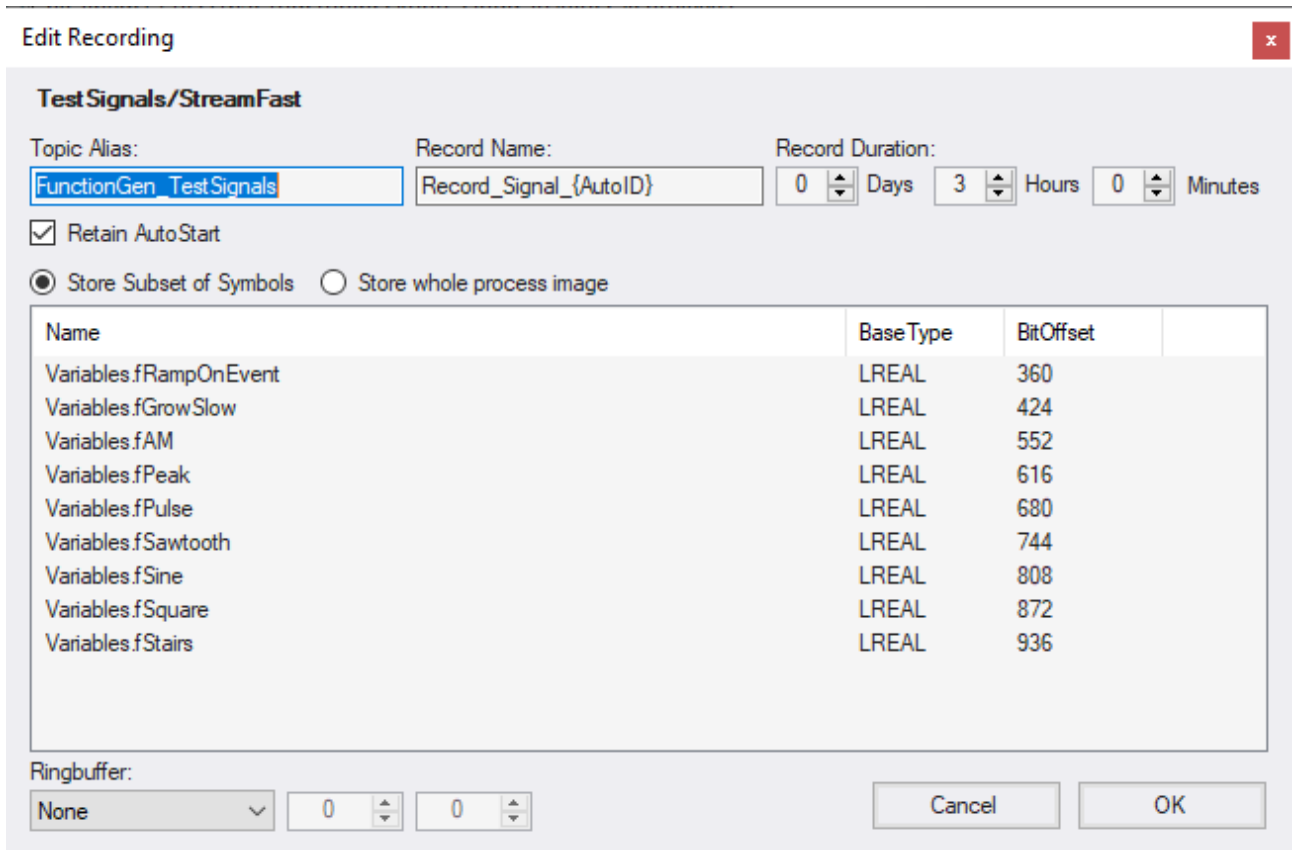 Edit Recording
x
TestSignals/StreamFast
Topic Alias: Record Name: Record Duration:
FunctionGen_TestSignals Record_Signal_{AutoID} 0 Days 3 Hours 0 Minutes
Retain AutoStart
Store Subset of Symbols Store whole process image
Name BaseType BitOffset
Variables.fRampOnEvent LREAL 360
Variables.fGrowSlow LREAL 424
Variables.fAM LREAL 552
Variables.fPeak LREAL 616
Variables.fPulse LREAL 680
Variables.fSawtooth LREAL 744
Variables.fSine LREAL 808
Variables.fSquare LREAL 872
Variables.fStairs LREAL 936
Ringbuffer:
None 0 0 Cancel OK